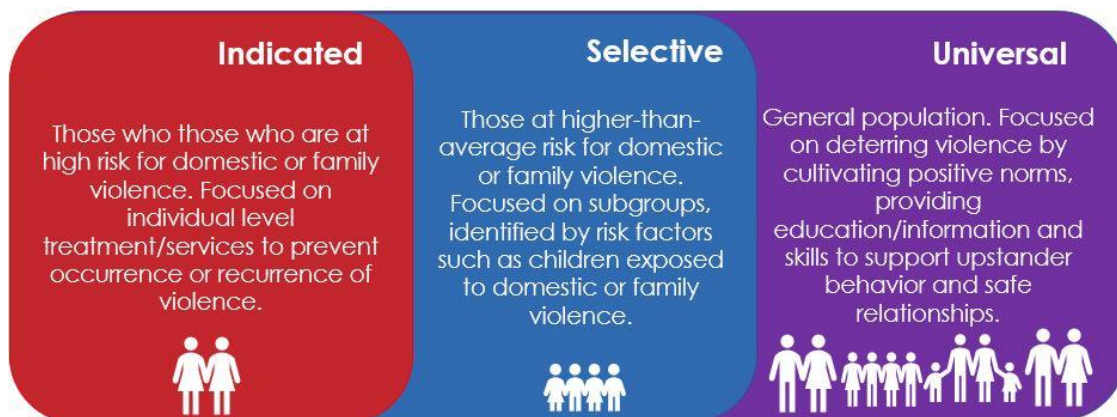 Indicated
Those who those who are at
high risk for domestic or family
violence. Focused on
individual level
treatment/services to prevent
occurrence or recurrence of
violence.
Selective
Those at higher-than-
average risk for domestic
or family violence.
Focused on subgroups,
identified by risk factors
such as children exposed
to domestic or family
violence.
Universal
General population. Focused
on deterring violence by
cultivating positive norms,
providing
education/information and
skills to support upstander
behavior and safe
relationships.